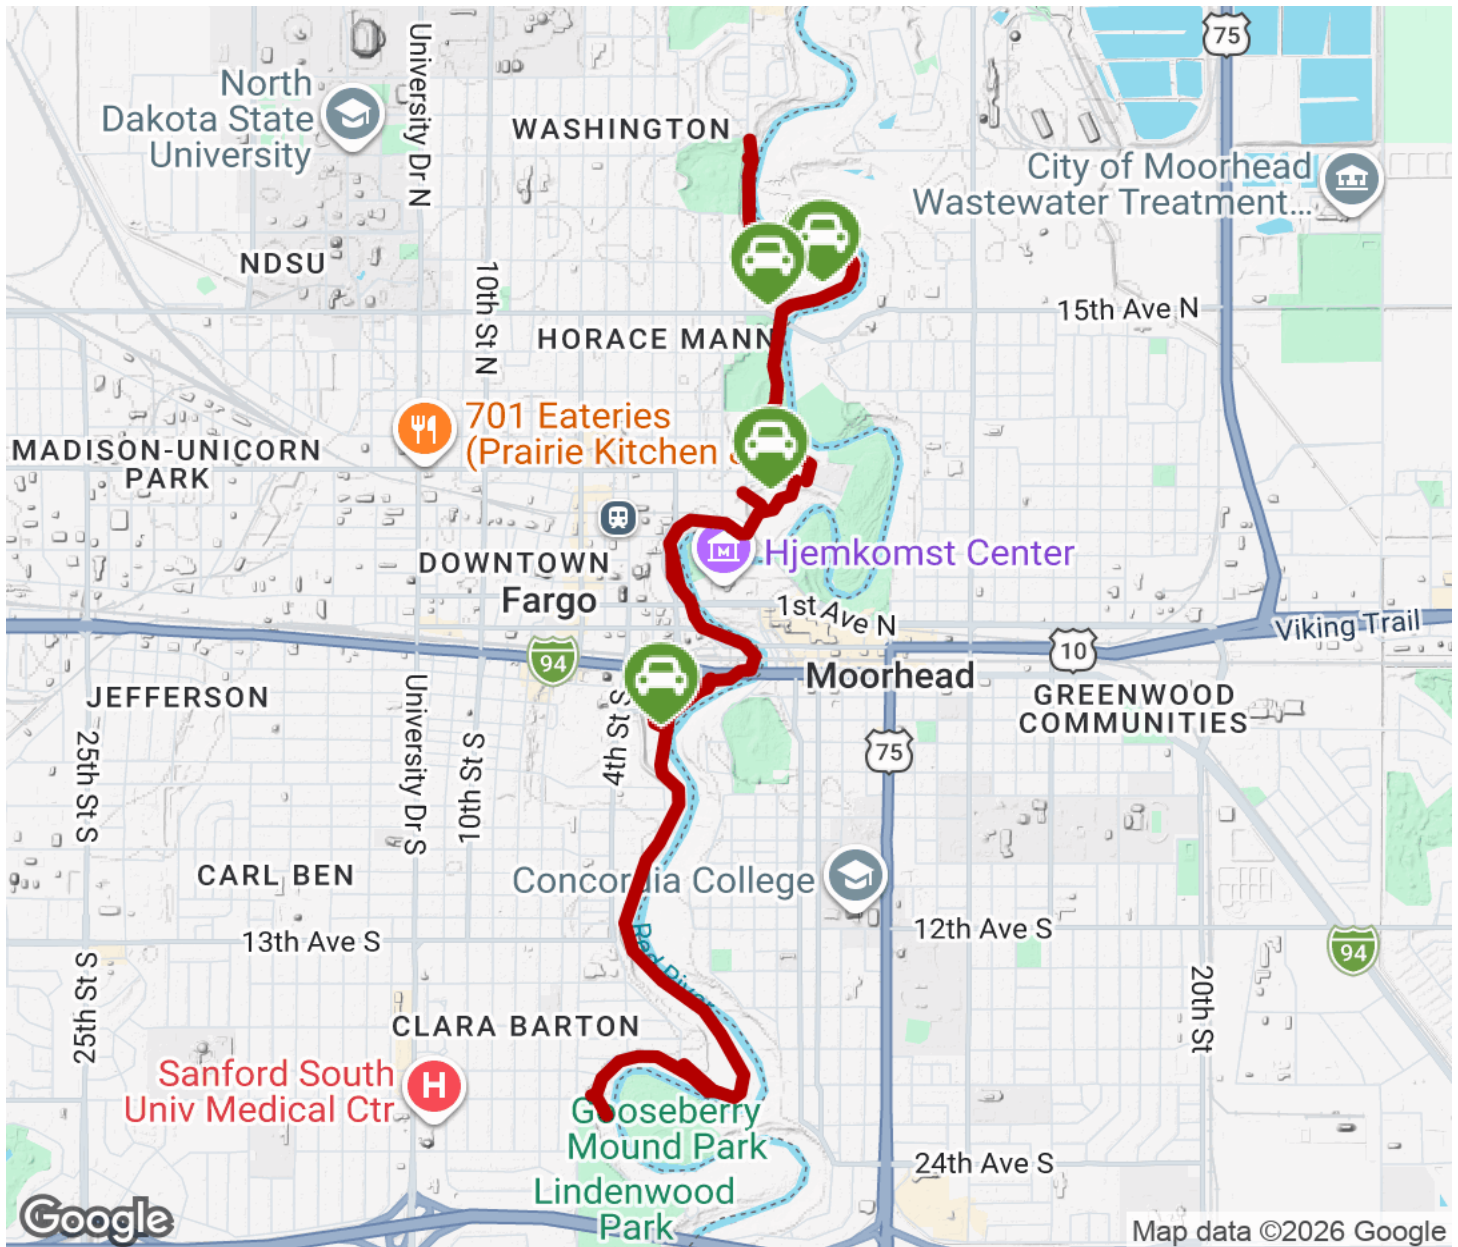 75
North
Dakota State
University
University Dr N
WASHINGTON
City of Moorhead
Wastewater Treatment...
NDSU
10th St N
15th Ave N
HORACE MANN
701 Eateries
(Prairie Kitchen &
MADISON-UNICORN
PARK
DOWNTOWN
Fargo
Hjemkomst Center
1st Ave N
Viking Trail
94
10
Moorhead
JEFFERSON
GREENWOOD
COMMUNITIES
25th St S
University Dr S
10th St S
4th St S
75
CARL BEN
Concordia College
13th Ave S
12th Ave S
94
Red River
25th St S
20th St
CLARA BARTON
Sanford South
Univ Medical Ctr
H
Gooseberry
Mound Park
24th Ave S
Lindenwood
Park
Google
Map data ©2026 Google